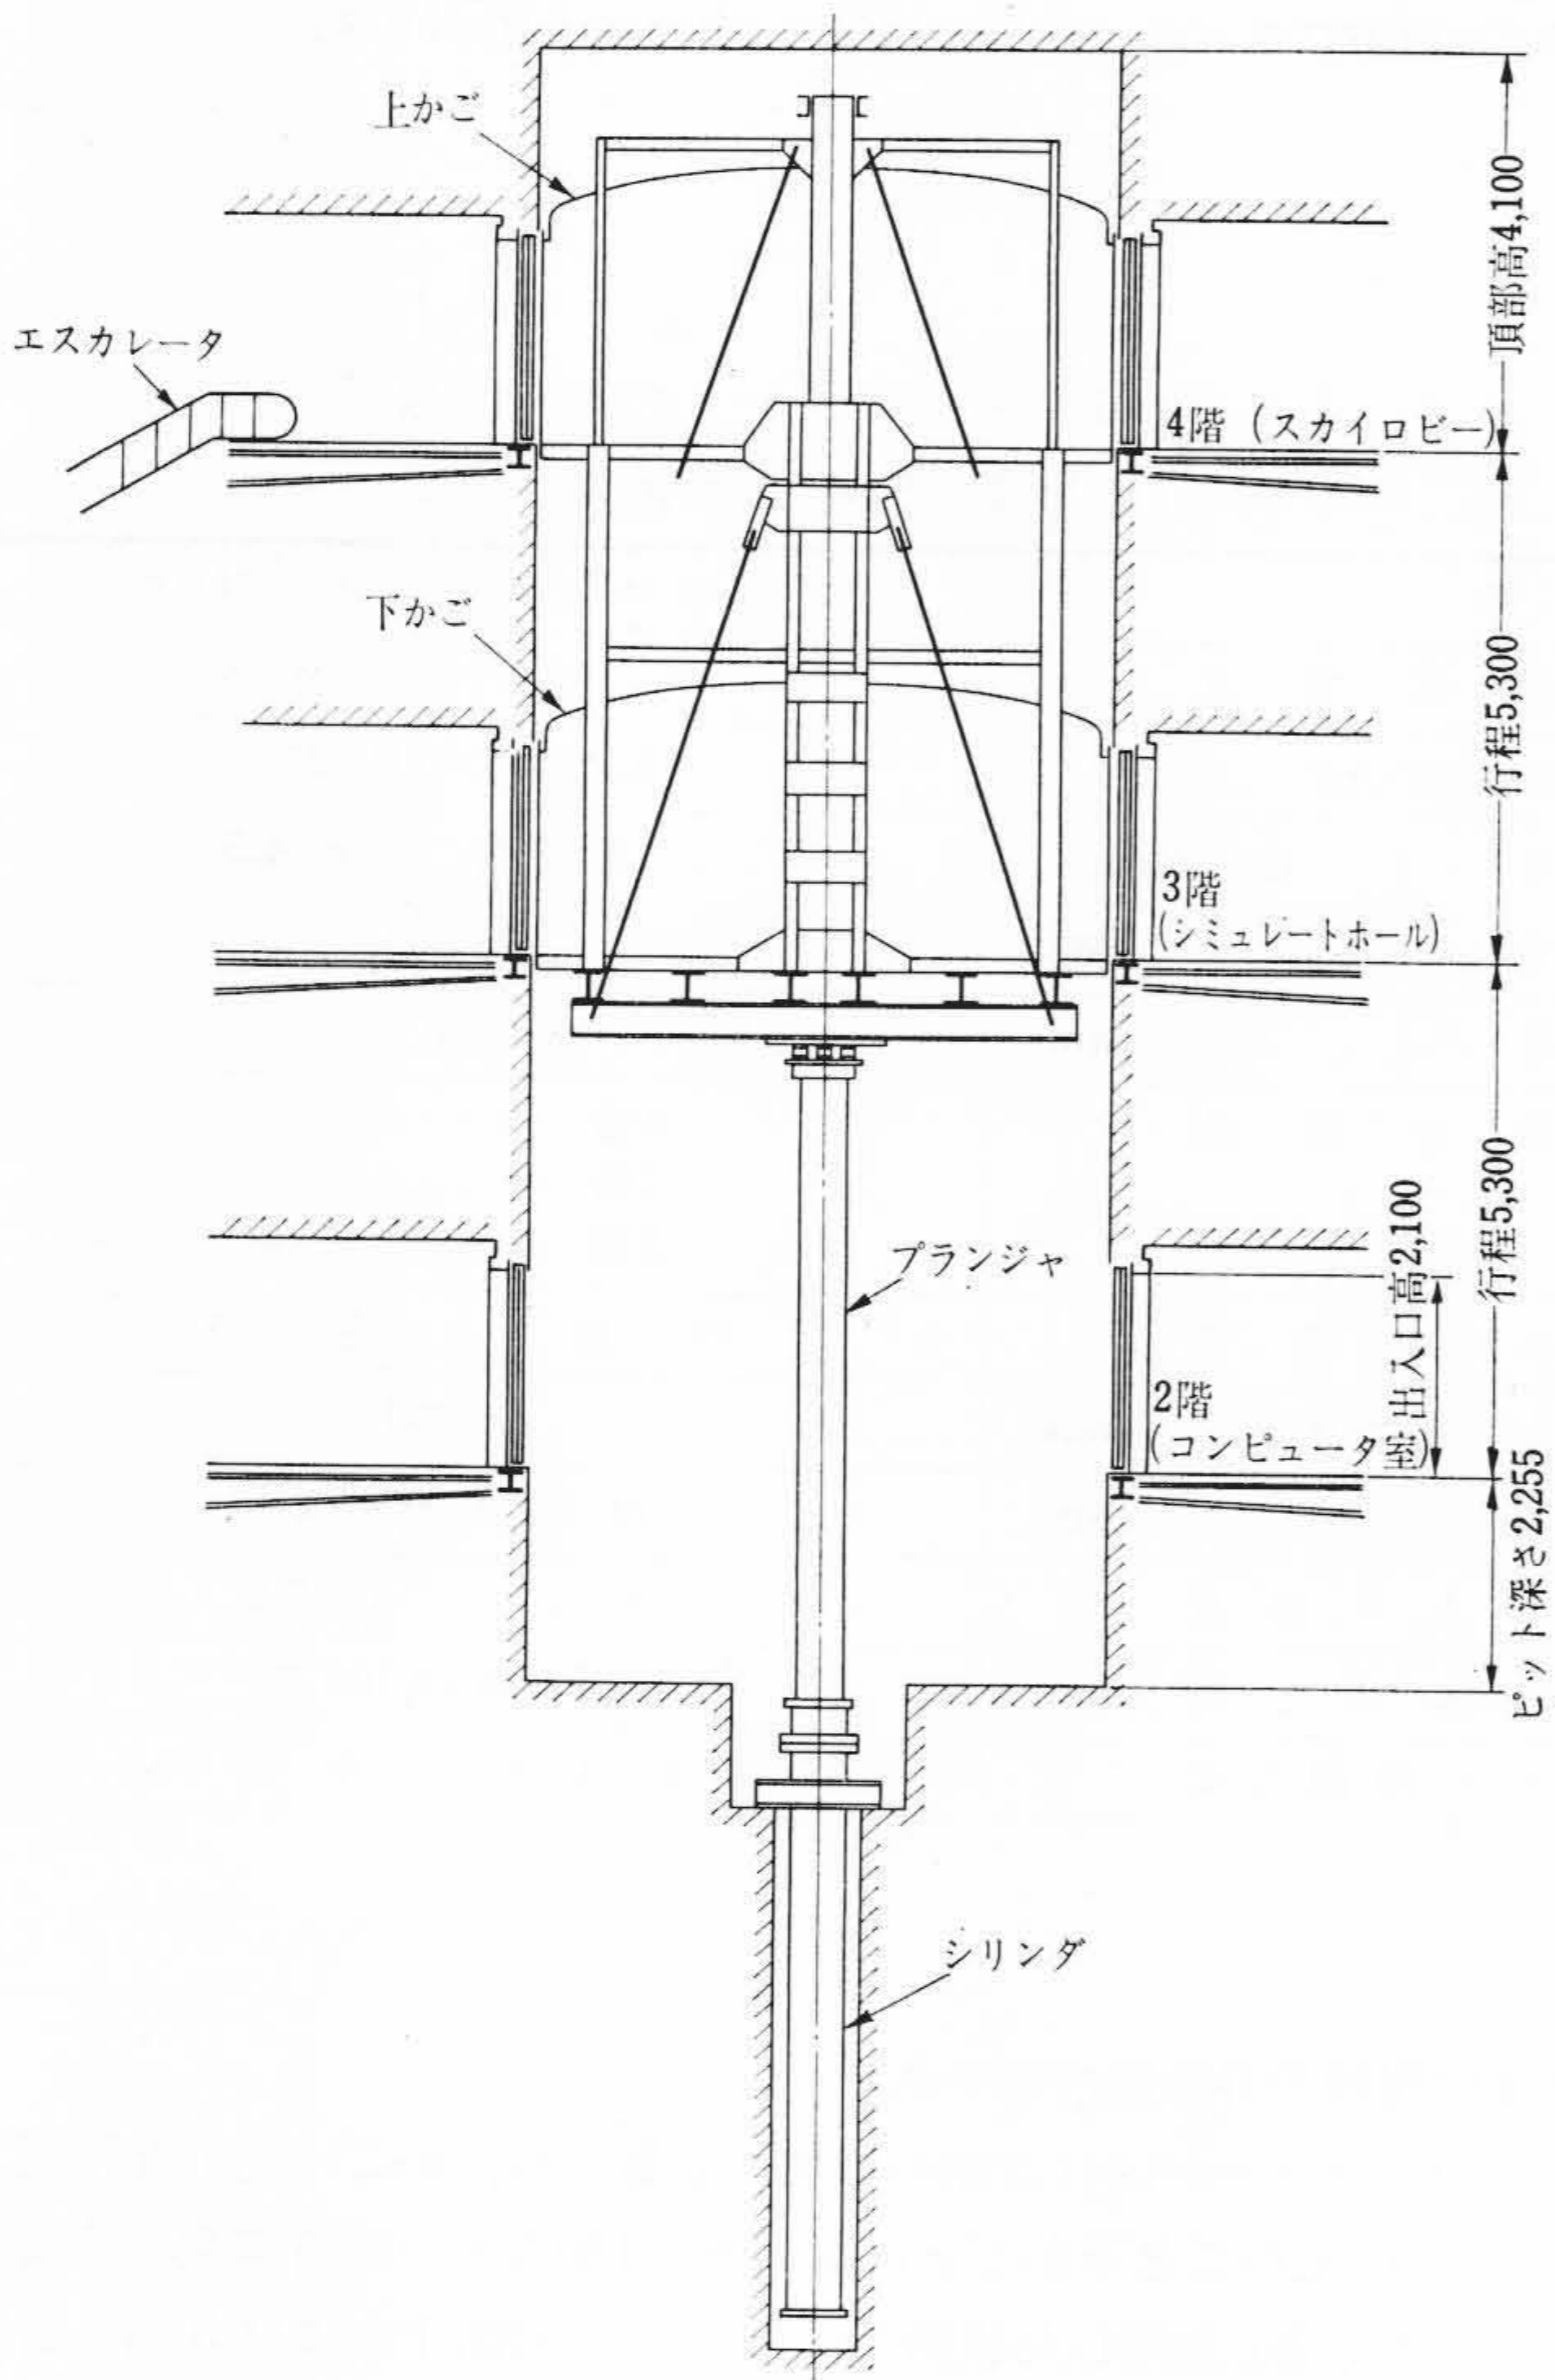 上かご
頂部高4,100
エスカレータ
4階 (スカイロビー)
下かご
行程5,300
3階
(シミュレートホール)
行程5,300
出入口高2,100
プランジャ
2階
(コンピュータ室)
ピット深さ2,255
シリンダ